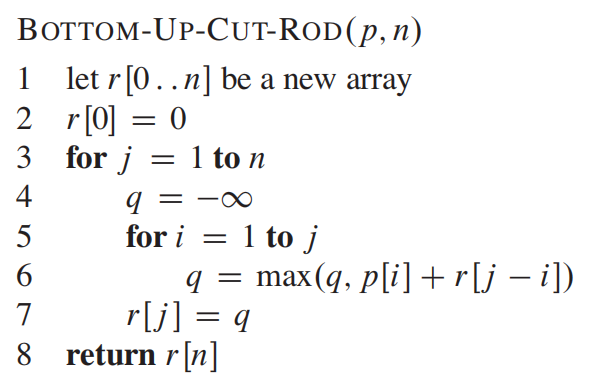 BOTTOM-UP-CUT-ROD(p, n)
1 let r[0..n] be a new array
2 r[0] = 0
3 for j = 1 to n
4 q = −∞
5 for i = 1 to j
6 q = max(q, p[i] + r[j − i])
7 r[j] = q
8 return r[n]